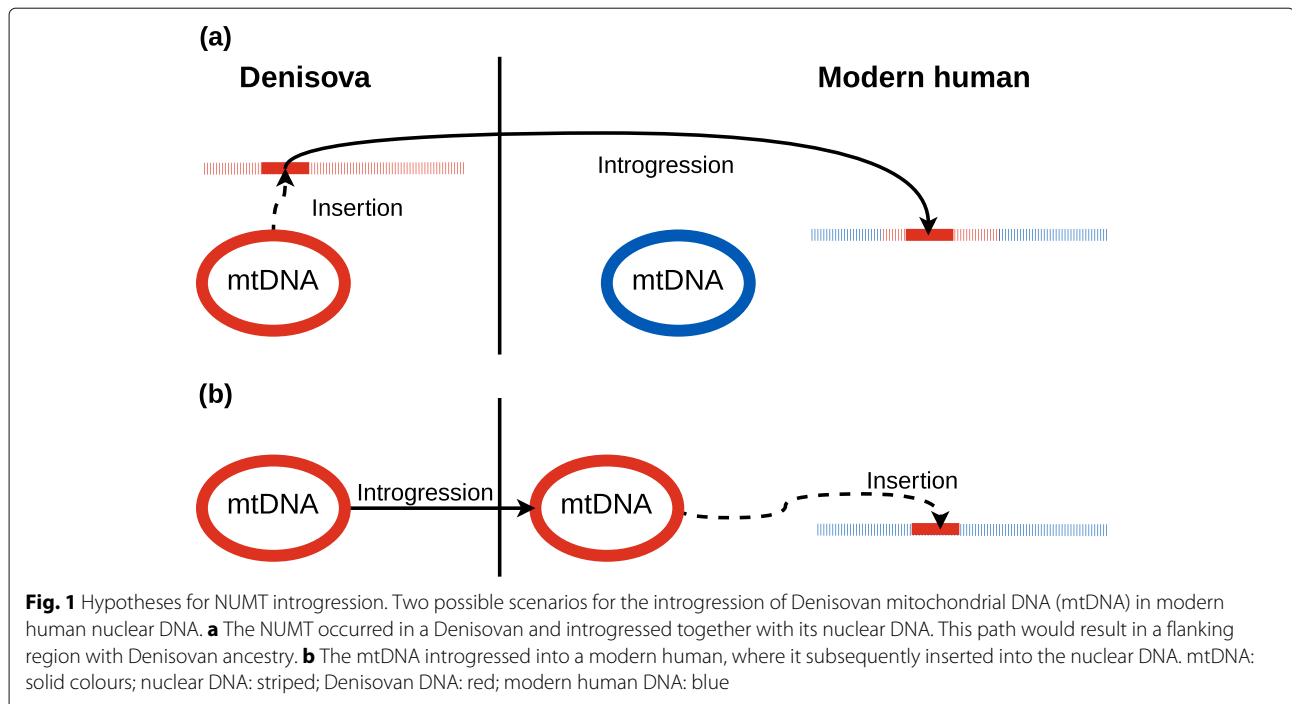 (a)
Denisova
Modern human
Introgression
Insertion
mtDNA
mtDNA
(b)
mtDNA
Introgression
mtDNA
Insertion
Fig. 1 Hypotheses for NUMT introgression. Two possible scenarios for the introgression of Denisovan mitochondrial DNA (mtDNA) in modern
human nuclear DNA. a The NUMT occurred in a Denisovan and introgressed together with its nuclear DNA. This path would result in a flanking
region with Denisovan ancestry. b The mtDNA introgressed into a modern human, where it subsequently inserted into the nuclear DNA. mtDNA:
solid colours; nuclear DNA: striped; Denisovan DNA: red; modern human DNA: blue